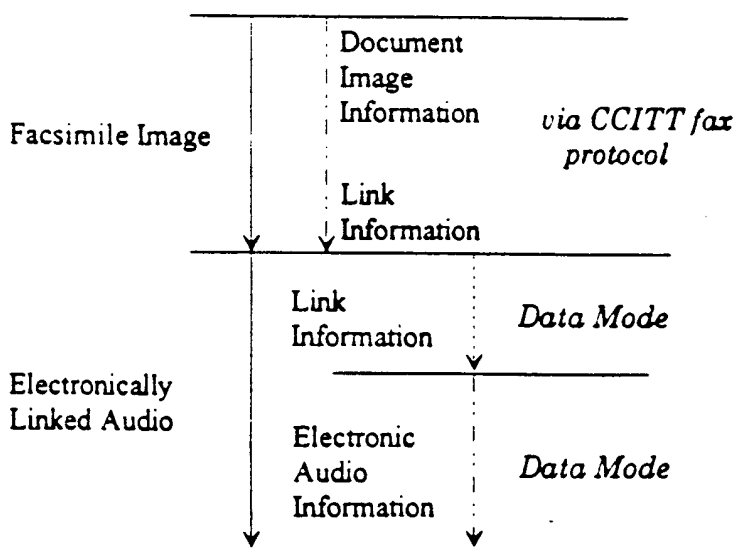 Document
Image
Information
Facsimile Image
via CCITT fax
protocol
Link
Information
Link
Information
Data Mode
Electronically
Linked Audio
Electronic
Audio
Information
Data Mode